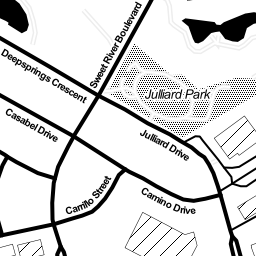 Sweet River Boulevard
Deepsprings Crescent
Julliard Park
Casabel Drive
Julliard Drive
Carrillo Street
Camino Drive